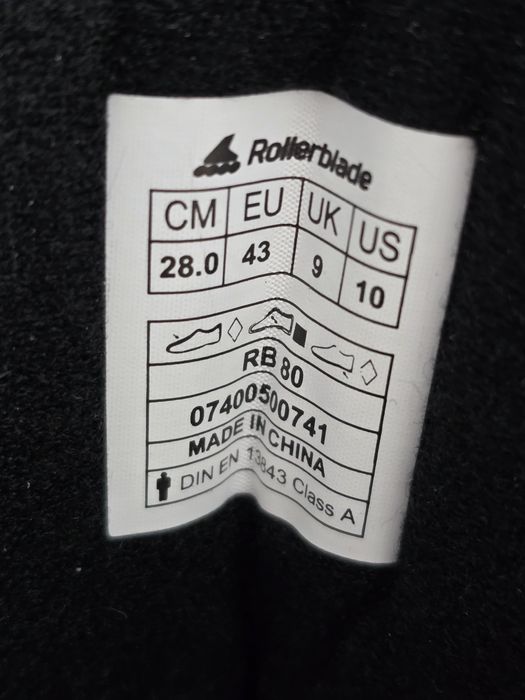 Rollerblade
CM EU UK US
28.0 43 9 10
RB 80
07400500741
MADE IN CHINA
DIN EN 13843 Class A